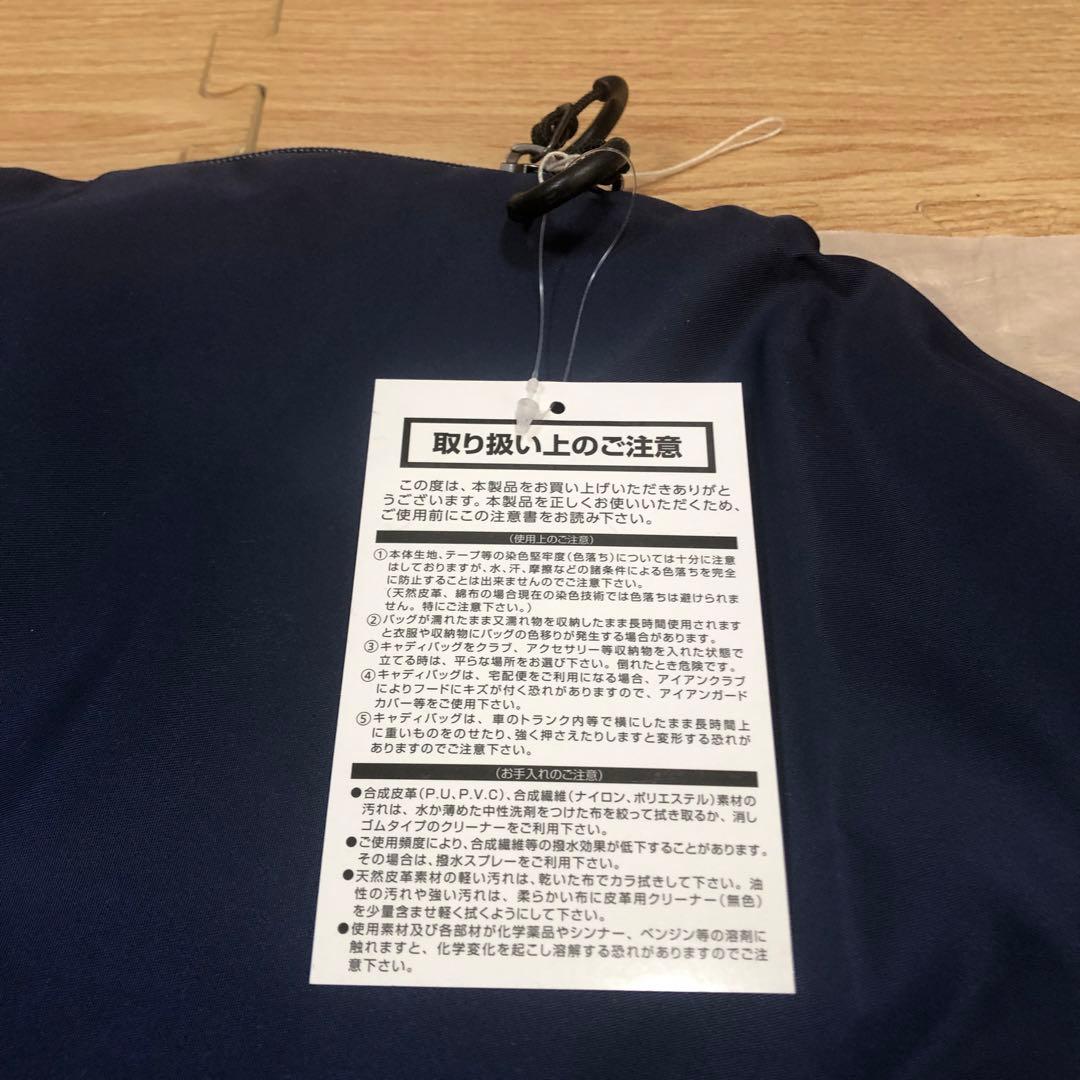 取り扱い上のご注意
この度は、本製品をお買い上げいただきありがと
うございます。本製品を正しくお使いいただくため、
ご使用前にこの注意書をお読み下さい。
（使用上のご注意）
①本体生地、テープ等の染色堅牢度（色落ち）については十分に注意
はしておりますが、水、汗、摩擦などの諸条件による色落ちを完全
に防止することは出来ませんのでご注意下さい。
（天然皮革、綿布の場合現在の染色技術では色落ちは避けられま
せん。特にご注意下さい。）
②バッグが濡れたまま又濡れ物を収納したまま長時間使用されます
と衣服や収納物にバッグの色移りが発生する場合があります。
③キャディバッグをクラブ、アクセサリー等収納物を入れた状態で
立てる時は、平らな場所をお選び下さい。倒れたとき危険です。
④キャディバッグは、宅配便をご利用になる場合、アイアンクラブ
によりフードにキズが付く恐れがありますので、アイアンガード
カバー等をご使用下さい。
⑤キャディバッグは、車のトランク内等で横にしたまま長時間上
に重いものをのせたり、強く押さえたりしますと変形する恐れが
ありますのでご注意下さい。
（お手入れのご注意）
●合成皮革（P.U、P.V.C）、合成繊維（ナイロン、ポリエステル）素材の
汚れは、水か薄めた中性洗剤をつけた布を絞って拭き取るか、消し
ゴムタイプのクリーナーをご利用下さい。
●ご使用頻度により、合成繊維等の撥水効果が低下することがあります。
その場合は、撥水スプレーをご利用下さい。
●天然皮革素材の軽い汚れは、乾いた布でカラ拭きして下さい。油
性の汚れや強い汚れは、柔らかい布に皮革用クリーナー（無色）
を少量含ませ軽く拭くようにして下さい。
●使用素材及び各部材が化学薬品やシンナー、ベンジン等の溶剤に
触れますと、化学変化を起こし溶解する恐れがありますのでご注
意下さい。